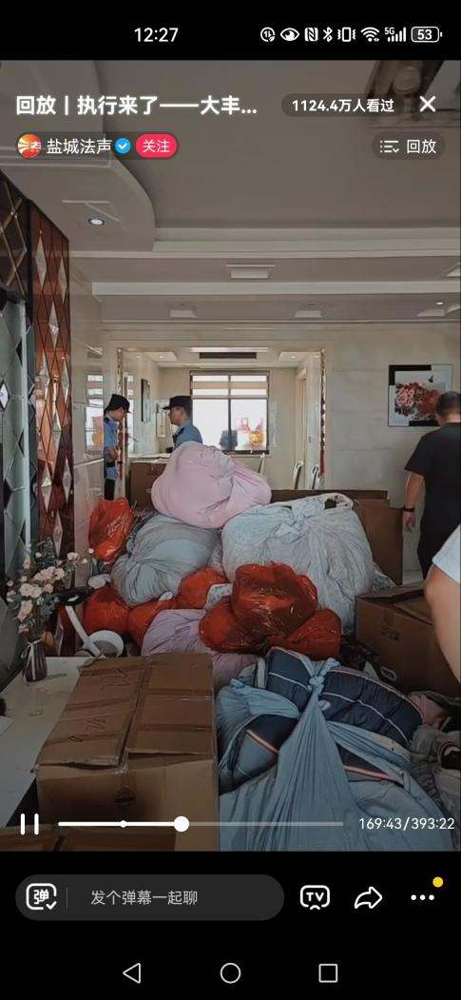 12:27
5G 53
回放｜执行来了——大丰...
1124.4万人看过
盐城法声 关注
回放
169:43/393:22
弹 发个弹幕一起聊
TV